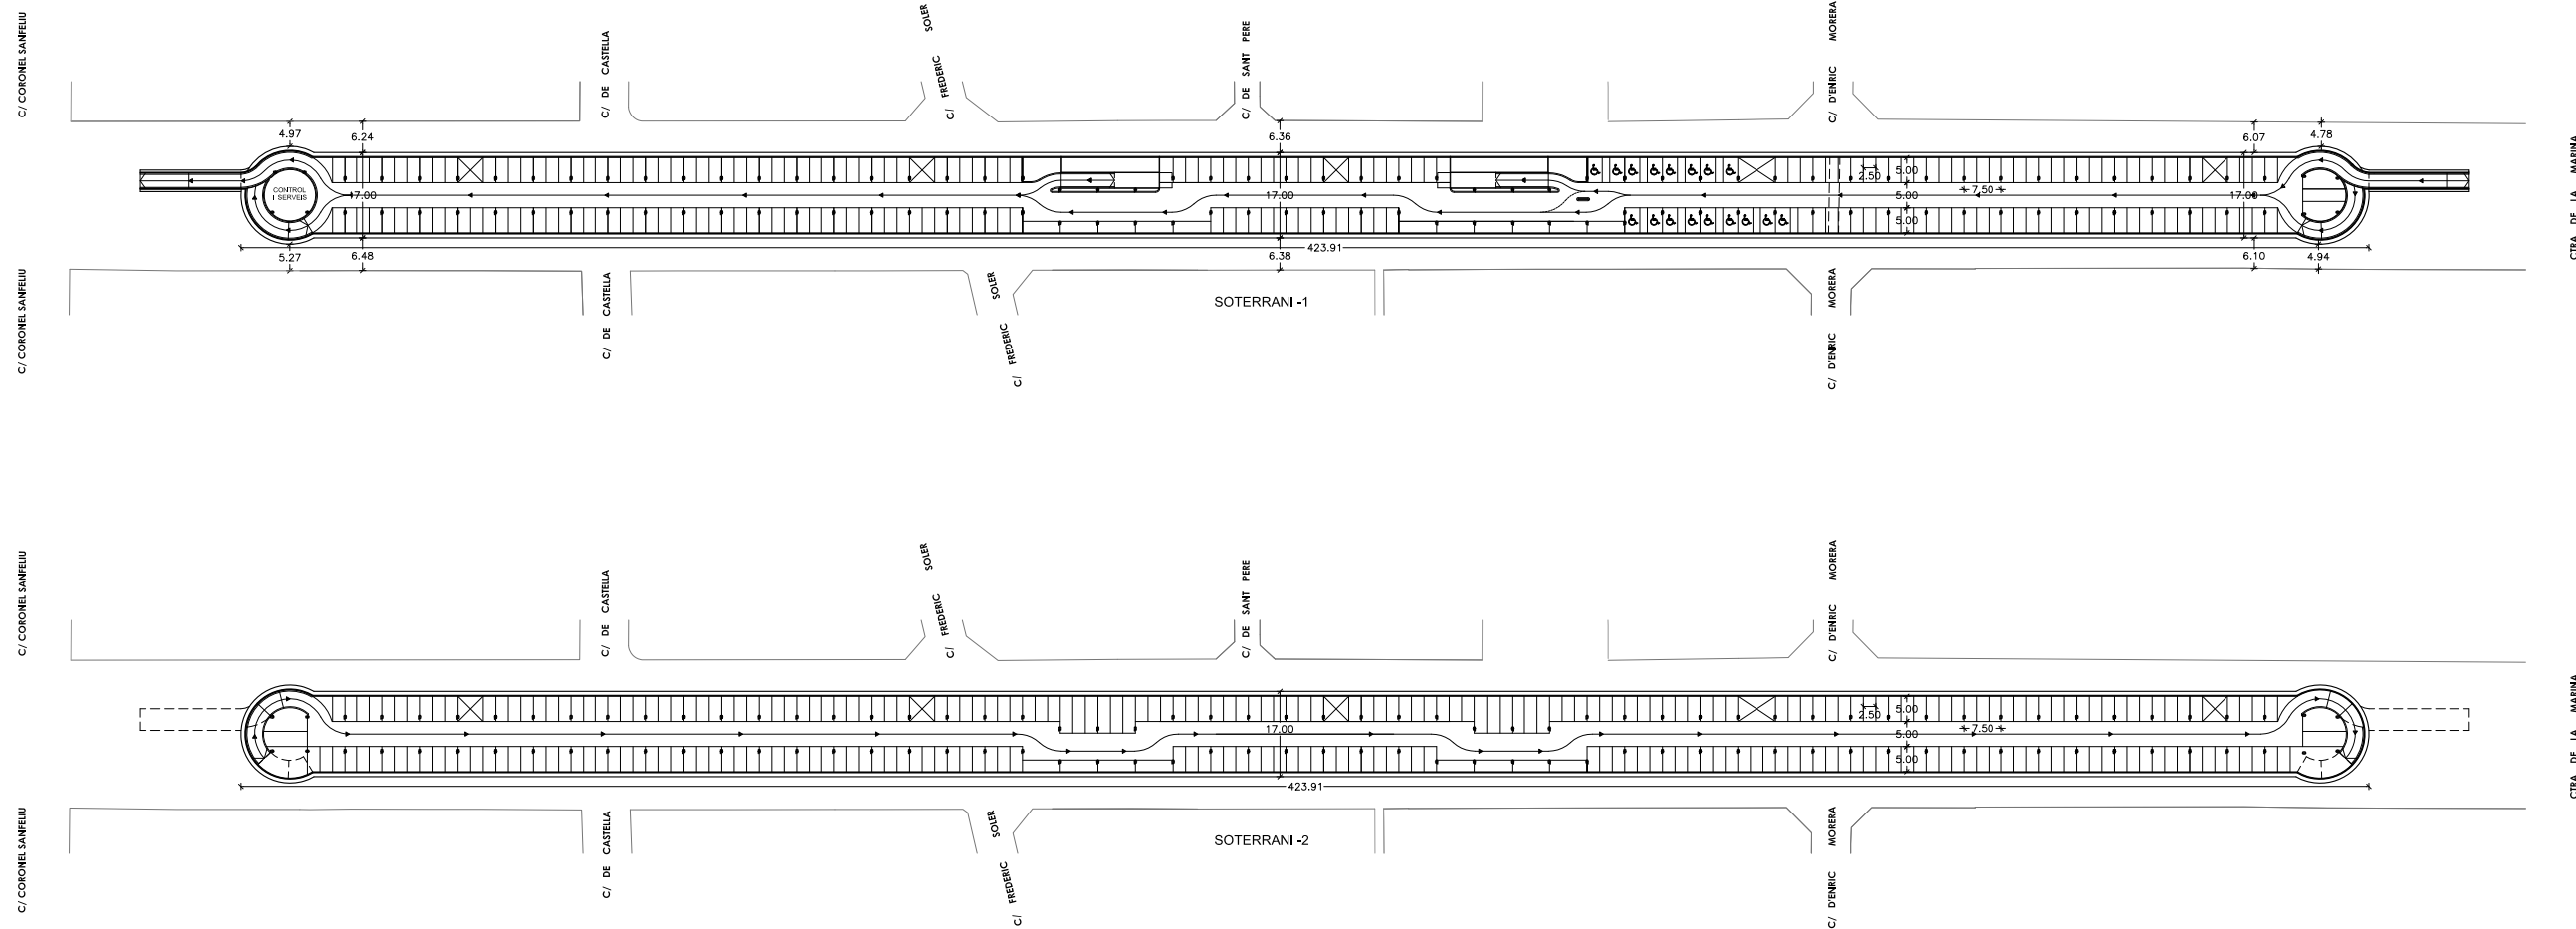 C/ CORONEL SANFELIU
C/ DE CASTELLA
C/ FREDERIC SOLER
C/ DE SANT PERE
C/ D'ENRIC MORERA
4.97
6.24
6.36
6.07
4.78
CONTROL
I SERVEIS
17.00
17.00
2.50
5.00
5.00
5.00
7.50
17.00
CTRA. DE LA MARINA
423.91
5.27
6.48
6.38
6.10
4.94
C/ CORONEL SANFELIU
C/ DE CASTELLA
C/ FREDERIC SOLER
SOTERRANI -1
C/ D'ENRIC MORERA
C/ CORONEL SANFELIU
C/ DE CASTELLA
C/ FREDERIC SOLER
C/ DE SANT PERE
C/ D'ENRIC MORERA
17.00
2.50
5.00
5.00
5.00
7.50
CTRA. DE LA MARINA
423.91
C/ CORONEL SANFELIU
C/ DE CASTELLA
C/ FREDERIC SOLER
SOTERRANI -2
C/ D'ENRIC MORERA